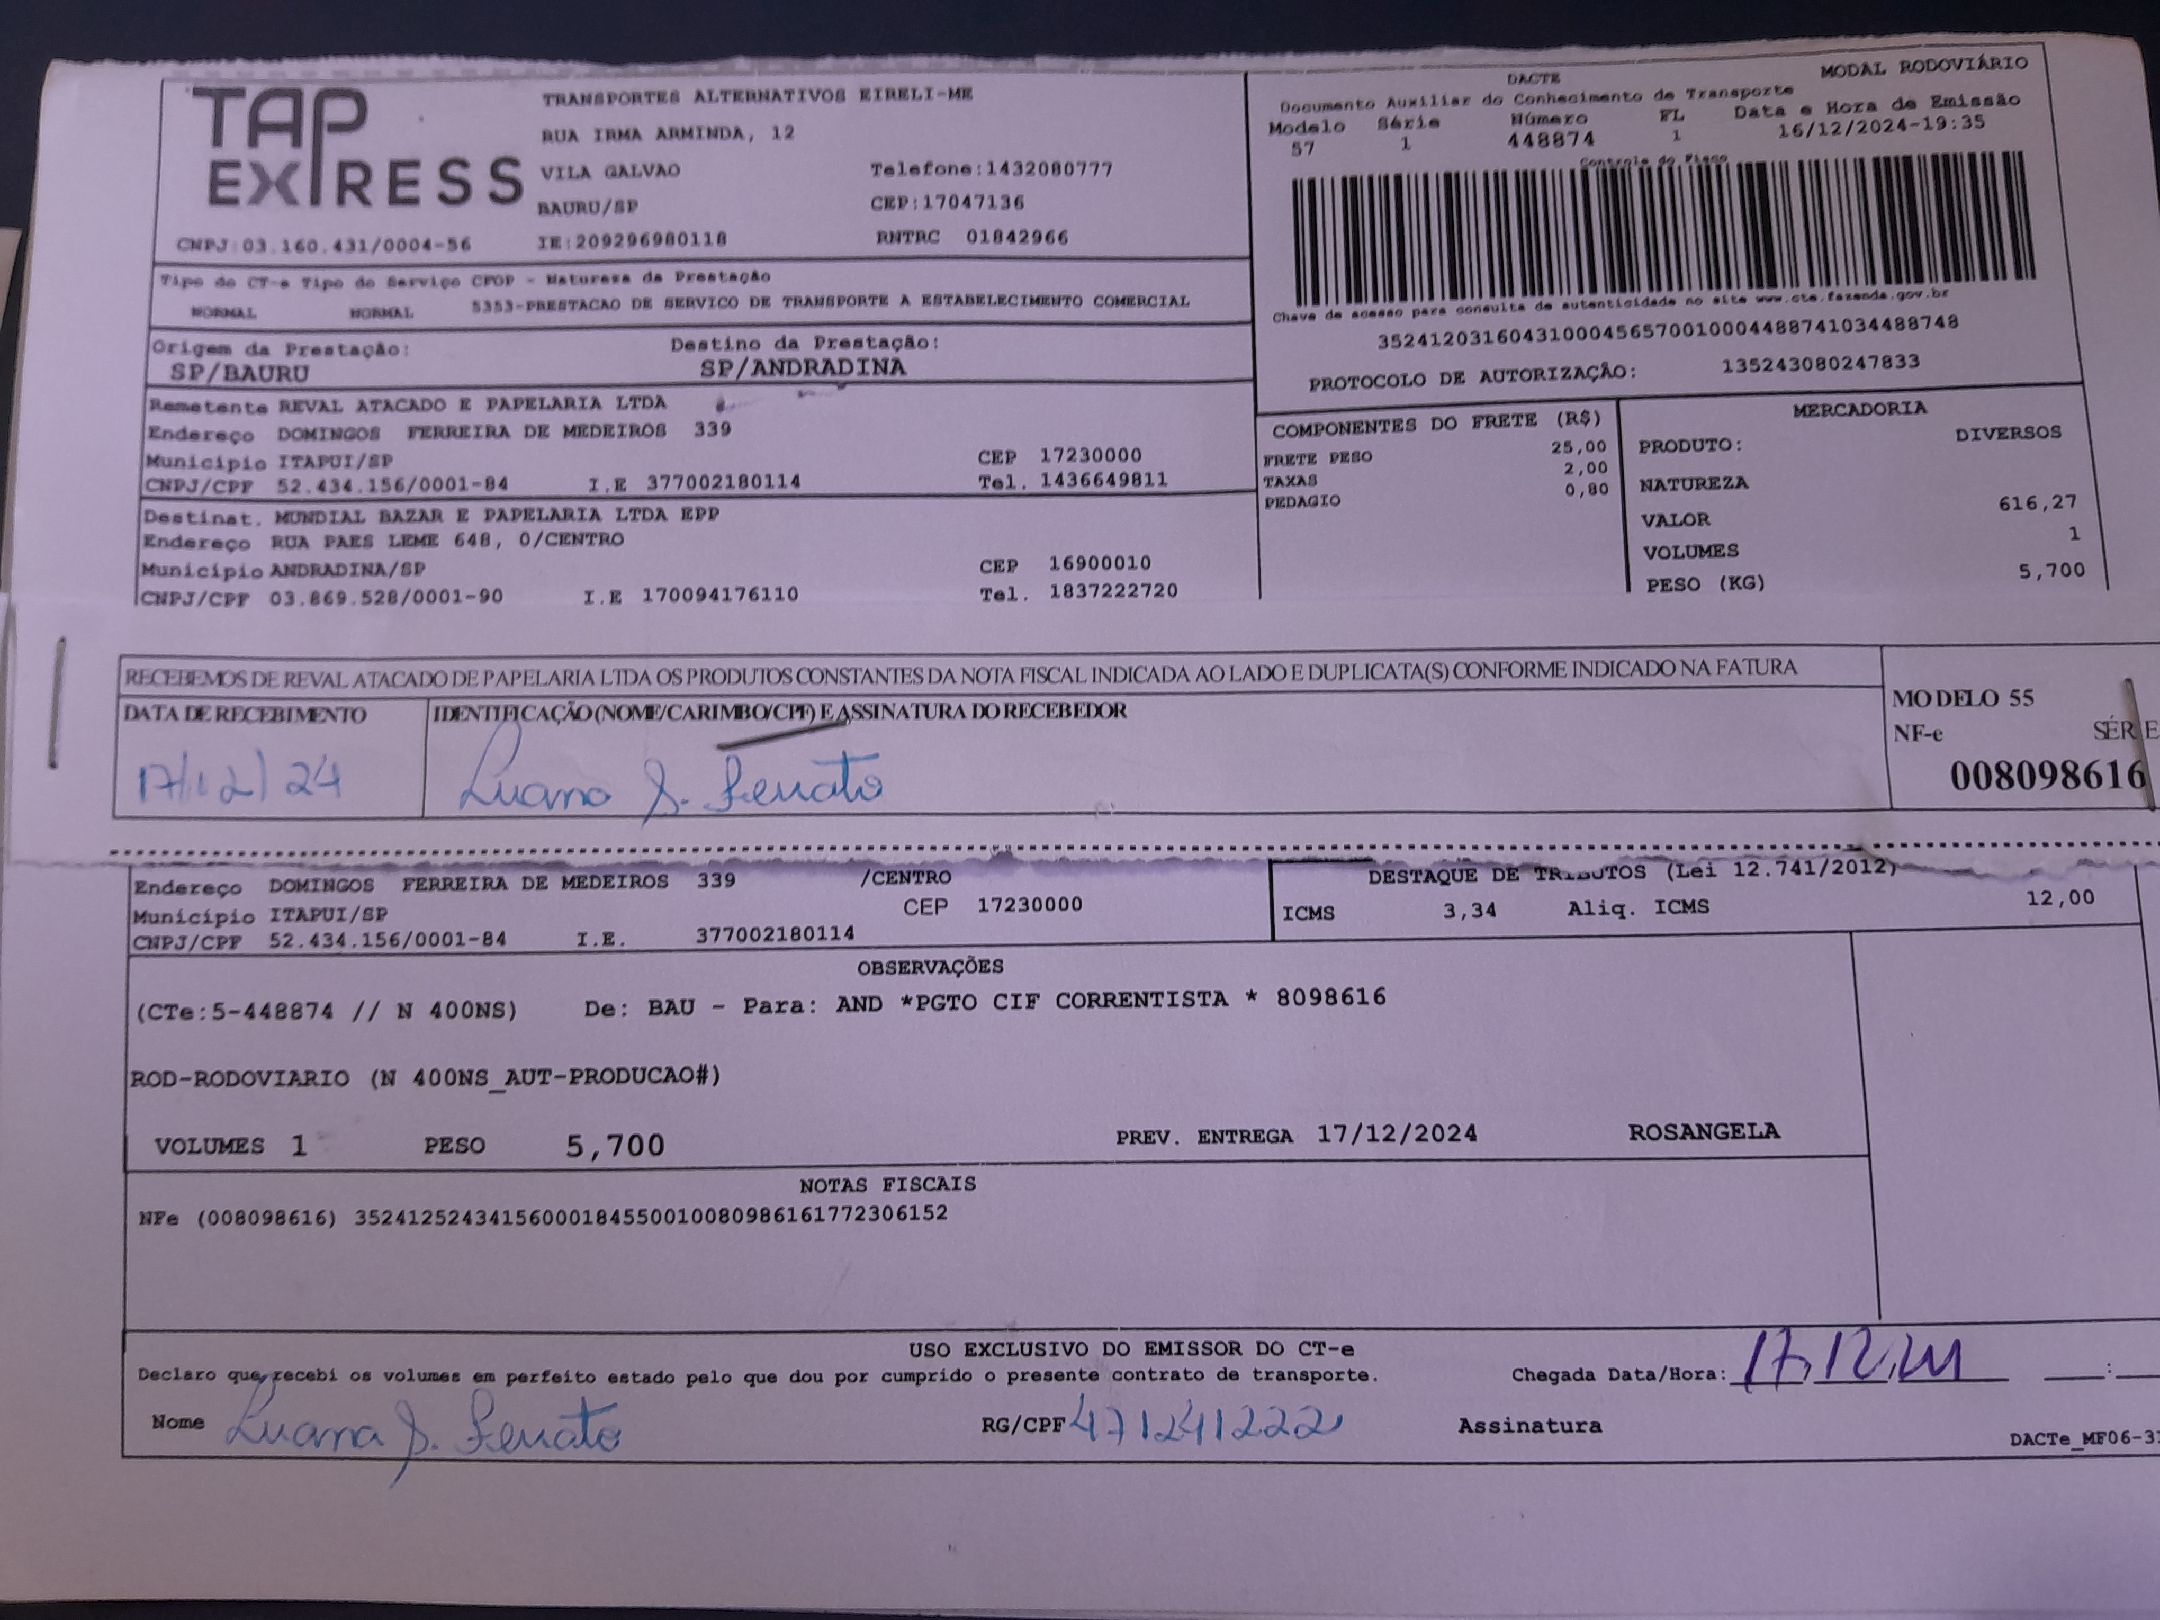 TAP EXPRESS
TRANSPORTES ALTERNATIVOS EIRELI-ME
RUA IRMA ARMINDA, 12
VILA GALVAO Telefone:1432080777
BAURU/SP CEP:17047136
CNPJ:03.160.431/0004-56 IE:209296980118 RNTRC 01842966
DACTE MODAL RODOVIÁRIO
Documento Auxiliar do Conhecimento de Transporte
Modelo Série Número FL Data e Hora de Emissão
57 1 448874 1 16/12/2024-19:35
Controle do Fisco
Chave de acesso para consulta de autenticidade no site www.cte.fazenda.gov.br
35241203160431000456570010004488741034488748
PROTOCOLO DE AUTORIZAÇÃO: 135243080247833
Tipo do CT-e Tipo do Serviço CFOP - Natureza da Prestação
NORMAL NORMAL 5353-PRESTACAO DE SERVICO DE TRANSPORTE A ESTABELECIMENTO COMERCIAL
Origem da Prestação: Destino da Prestação:
SP/BAURU SP/ANDRADINA
Remetente REVAL ATACADO E PAPELARIA LTDA
Endereço DOMINGOS FERREIRA DE MEDEIROS 339
Município ITAPUI/SP CEP 17230000
CNPJ/CPF 52.434.156/0001-84 I.E 377002180114 Tel. 1436649811
Destinat. MUNDIAL BAZAR E PAPELARIA LTDA EPP
Endereço RUA PAES LEME 648, 0/CENTRO
Município ANDRADINA/SP CEP 16900010
CNPJ/CPF 03.869.528/0001-90 I.E 170094176110 Tel. 1837222720
COMPONENTES DO FRETE (R$)
FRETE PESO 25,00
TAXAS 2,00
PEDAGIO 0,80
MERCADORIA
PRODUTO: DIVERSOS
NATUREZA
VALOR 616,27
VOLUMES 1
PESO (KG) 5,700
RECEBEMOS DE REVAL ATACADO DE PAPELARIA LTDA OS PRODUTOS CONSTANTES DA NOTA FISCAL INDICADA AO LADO E DUPLICATA(S) CONFORME INDICADO NA FATURA
DATA DE RECEBIMENTO IDENTIFICAÇÃO (NOME/CARIMBO/CPF) E ASSINATURA DO RECEBEDOR
17/12/24 Luana S. Renato
MODELO 55
NF-e SÉRIE
008098616
Endereço DOMINGOS FERREIRA DE MEDEIROS 339 /CENTRO
Município ITAPUI/SP CEP 17230000
CNPJ/CPF 52.434.156/0001-84 I.E. 377002180114
DESTAQUE DE TRIBUTOS (Lei 12.741/2012)
ICMS 3,34 Aliq. ICMS 12,00
OBSERVAÇÕES
(CTe:5-448874 // N 400NS) De: BAU - Para: AND *PGTO CIF CORRENTISTA * 8098616
ROD-RODOVIARIO (N 400NS_AUT-PRODUCAO#)
VOLUMES 1 PESO 5,700 PREV. ENTREGA 17/12/2024 ROSANGELA
NOTAS FISCAIS
NFe (008098616) 35241252434156000184550010080986161772306152
USO EXCLUSIVO DO EMISSOR DO CT-e
Declaro que recebi os volumes em perfeito estado pelo que dou por cumprido o presente contrato de transporte. Chegada Data/Hora: 17,12,24 :
Nome Luana S. Renato RG/CPF 471241222 Assinatura
DACTe_MF06-